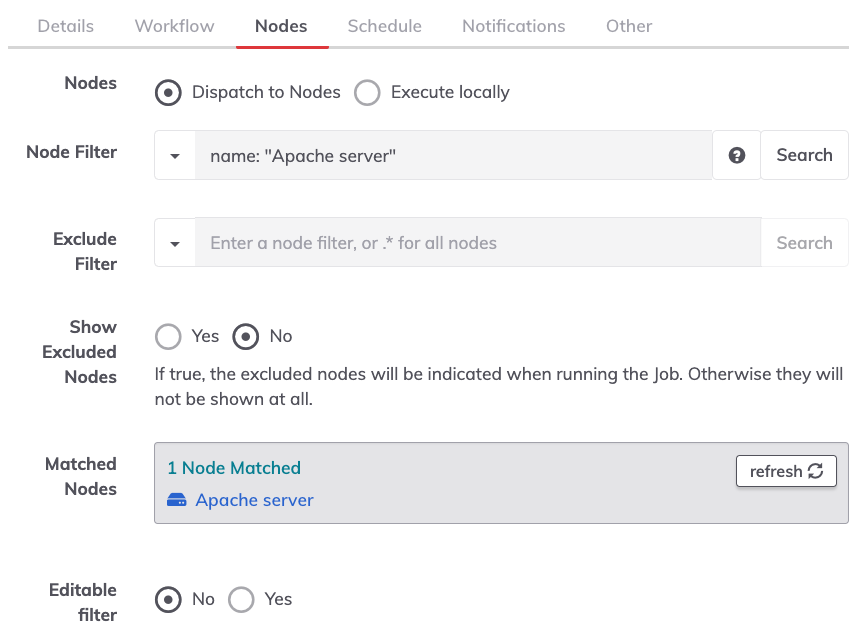 Details Workflow Nodes Schedule Notifications Other
Nodes Dispatch to Nodes Execute locally
Node Filter name: "Apache server" ? Search
Exclude Filter Enter a node filter, or .* for all nodes Search
Show Excluded Nodes Yes No
If true, the excluded nodes will be indicated when running the Job. Otherwise they will
not be shown at all.
Matched Nodes 1 Node Matched refresh
Apache server
Editable filter No Yes